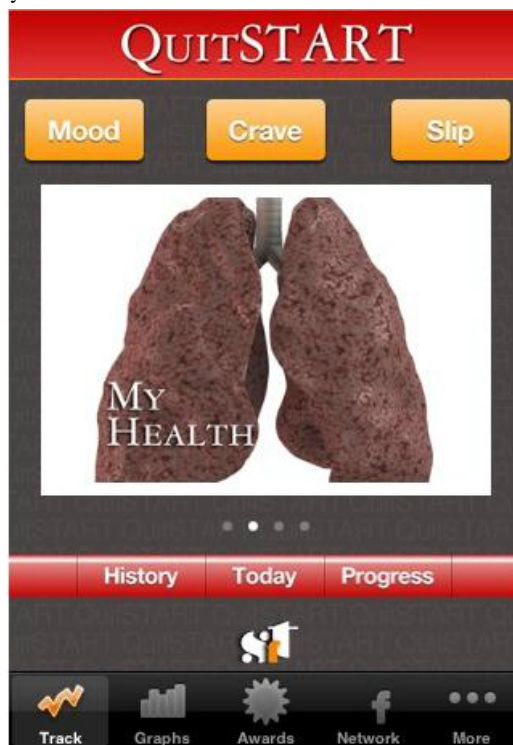 QUITSTART
Mood Crave Slip
MY
HEALTH
History Today Progress
Track Graphs Awards Network More